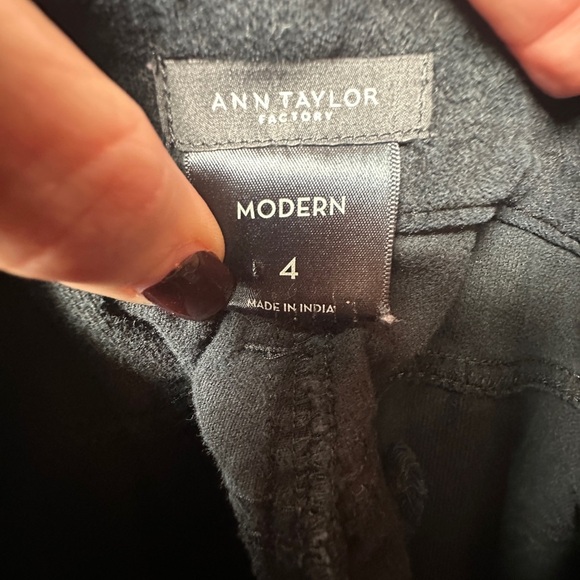 ANN TAYLOR
FACTORY
MODERN
4
MADE IN INDIA